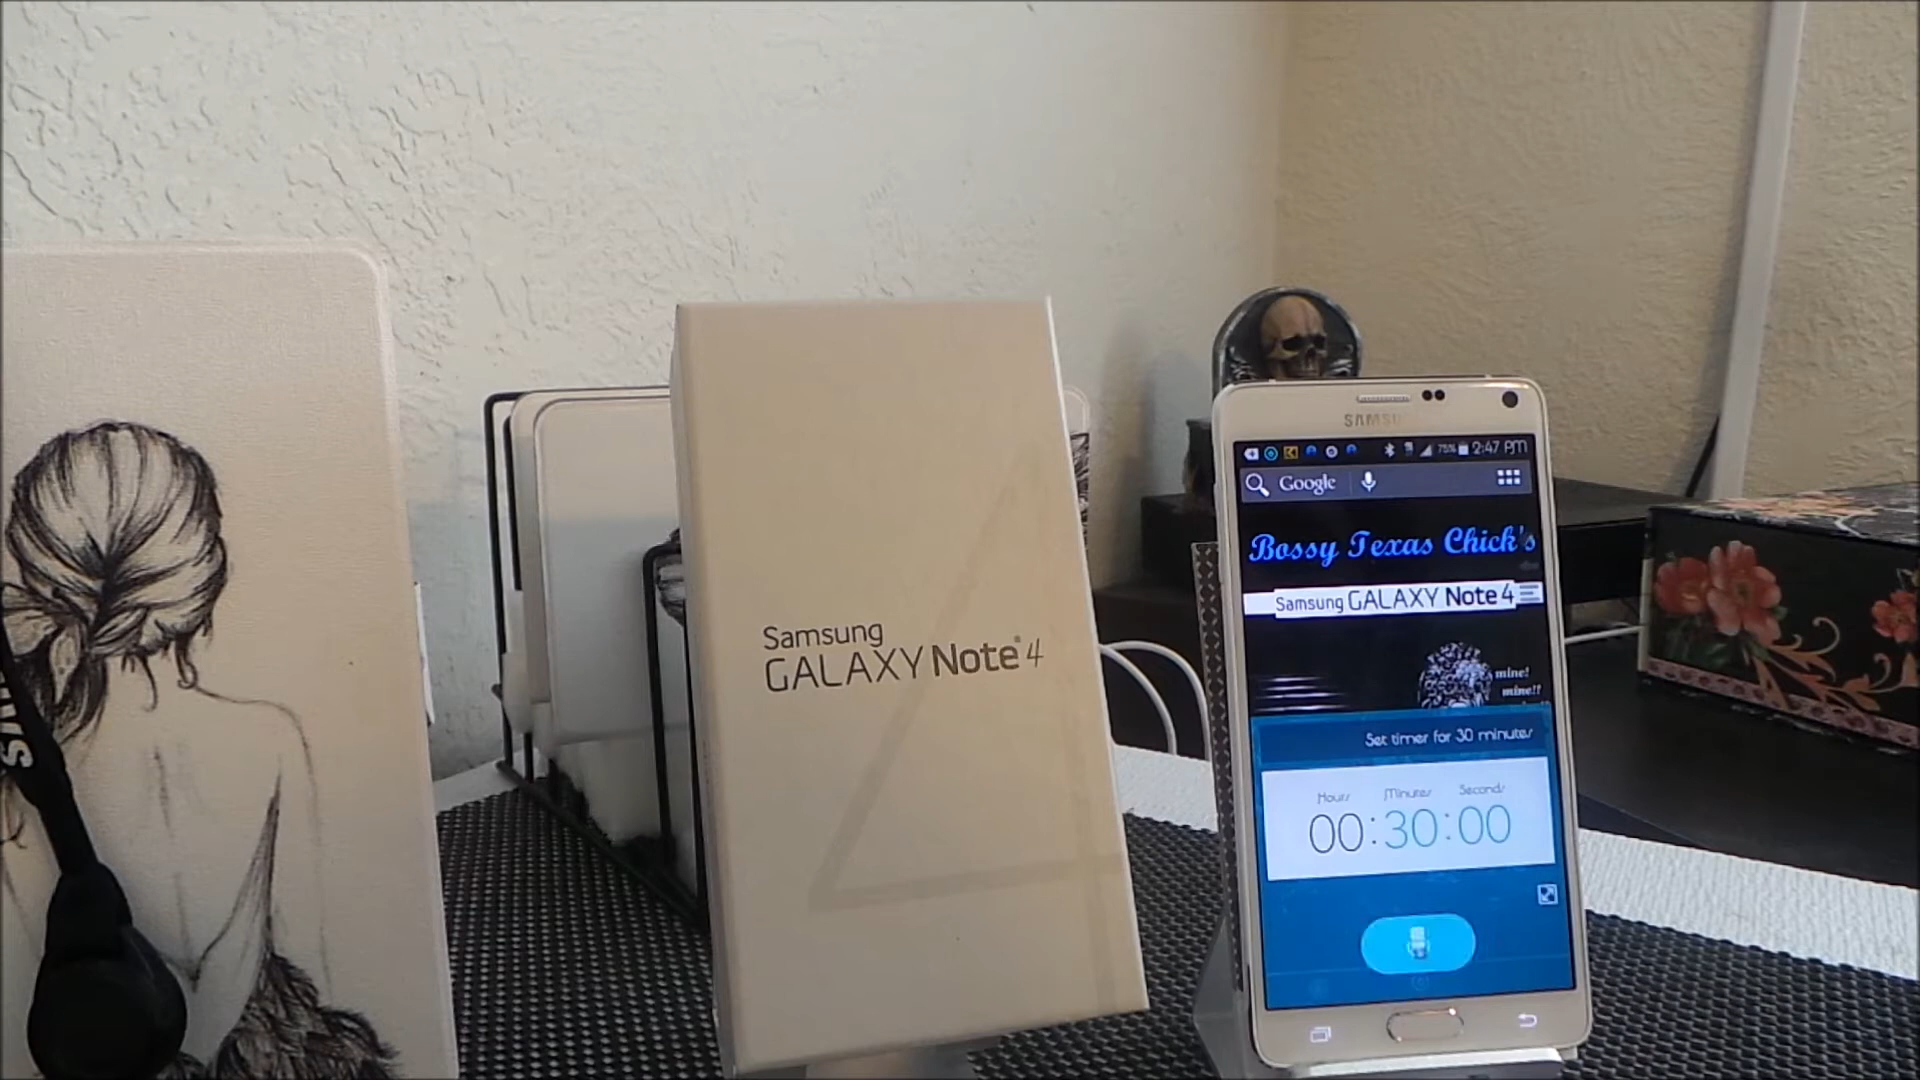 Samsung
GALAXY Note 4
SAMSUNG
75% 2:47 PM
Google
Bossy Texas Chick's
Samsung GALAXY Note 4
mine!
mine!!
Set timer for 30 minutes
Hours Minutes Seconds
00:30:00